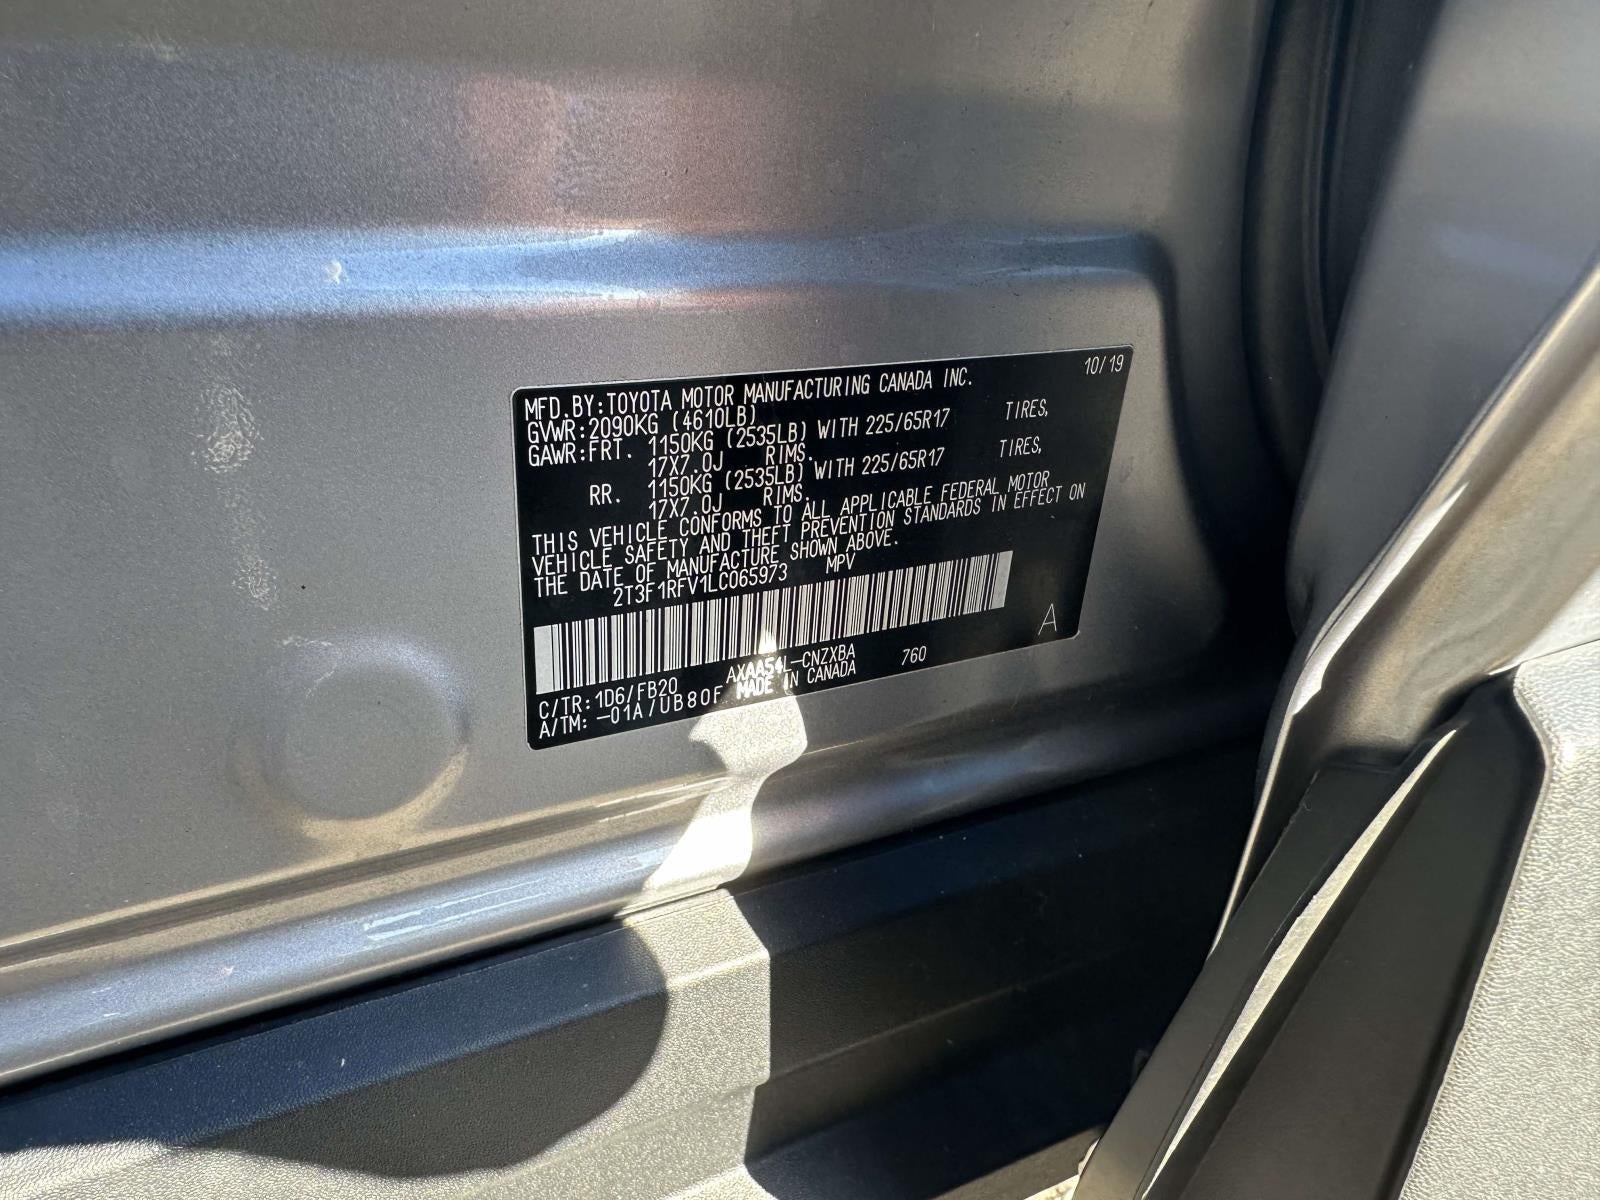 10/19
MFD.BY:TOYOTA MOTOR MANUFACTURING CANADA INC.
GVWR:2090KG (4610LB)
GAWR:FRT. 1150KG (2535LB) WITH 225/65R17 TIRES,
17X7.0J RIMS.
RR. 1150KG (2535LB) WITH 225/65R17 TIRES,
17X7.0J RIMS.
THIS VEHICLE CONFORMS TO ALL APPLICABLE FEDERAL MOTOR
VEHICLE SAFETY AND THEFT PREVENTION STANDARDS IN EFFECT ON
THE DATE OF MANUFACTURE SHOWN ABOVE.
2T3F1RFV1LC065973 MPV
A
AXAA54L-CNZXBA 760
C/TR:1D6/FB20 MADE IN CANADA
A/TM:-01A/UB80F